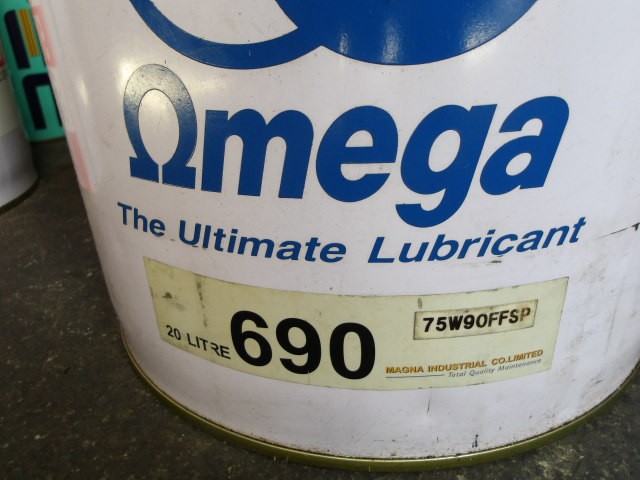 Ωmega
The Ultimate Lubricant
20 LITRE 690 75W90FFSP
MAGNA INDUSTRIAL CO.LIMITED
Total Quality Maintenance